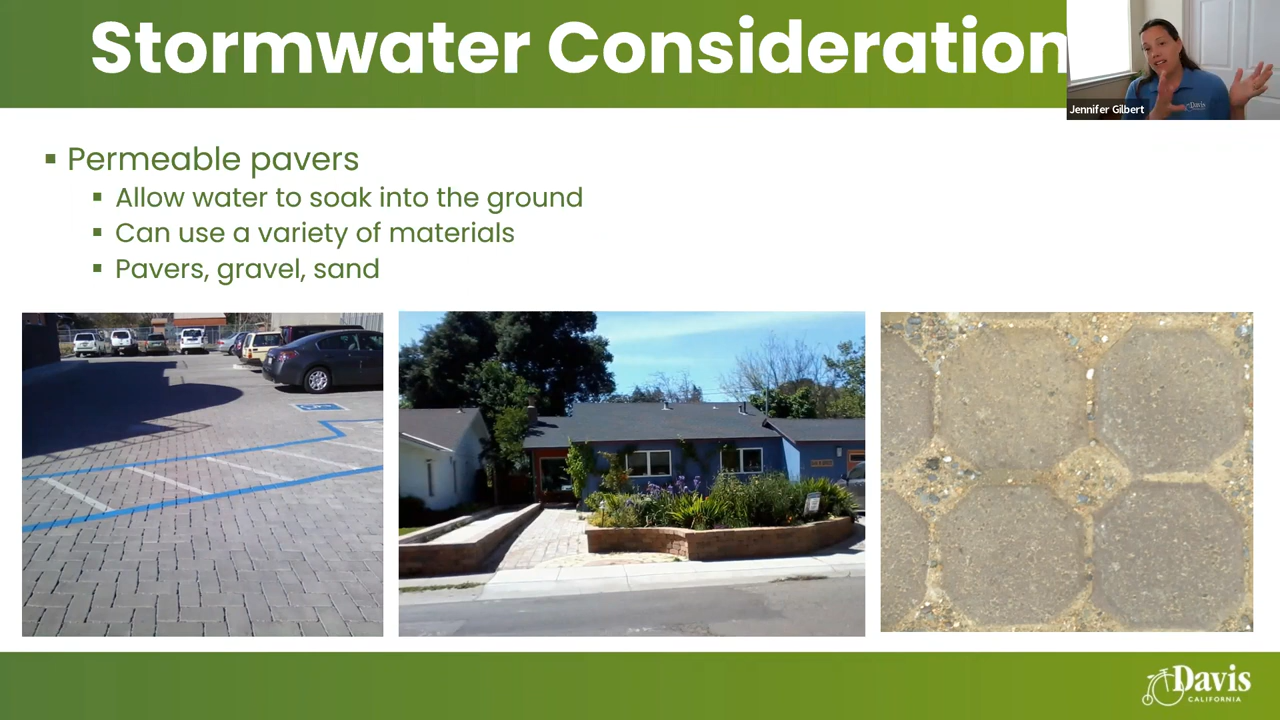 Stormwater Consideration
Jennifer Gilbert
Davis
▪ Permeable pavers
▪ Allow water to soak into the ground
▪ Can use a variety of materials
▪ Pavers, gravel, sand
Davis
CALIFORNIA